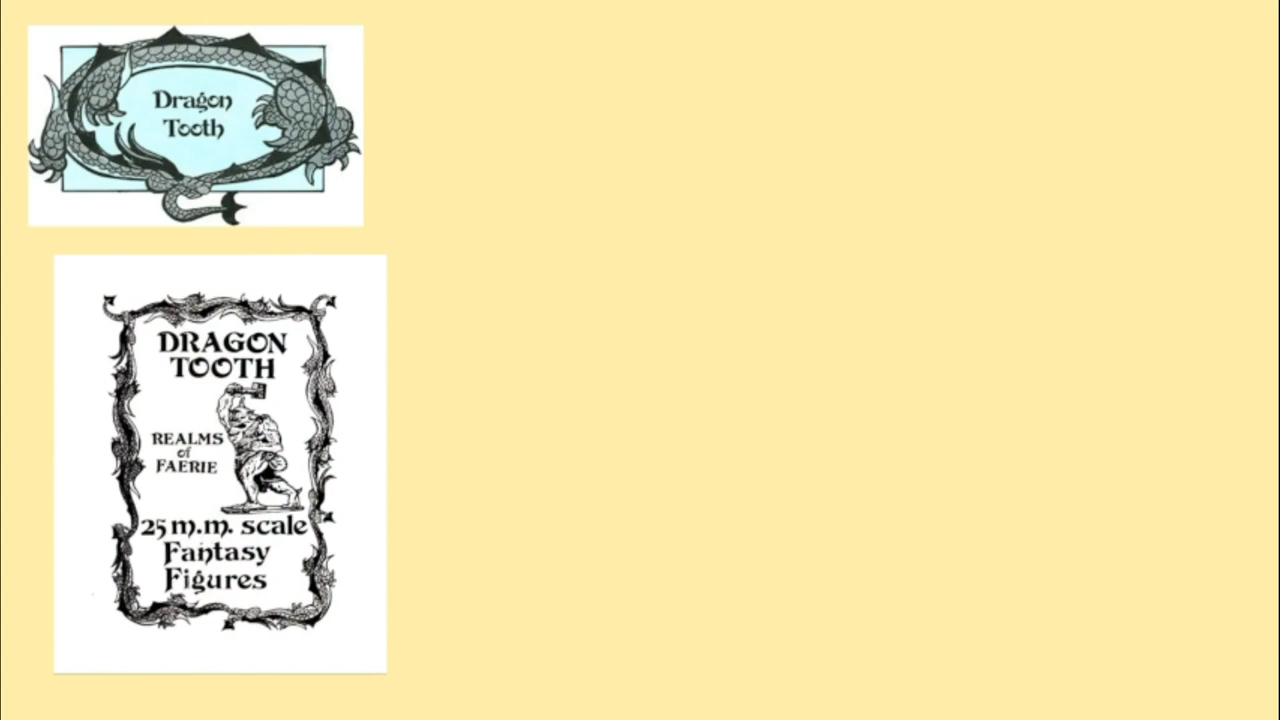 Dragon
Tooth
DRAGON
TOOTH
REALMS
of
FAERIE
25 m.m. scale
Fantasy
Figures